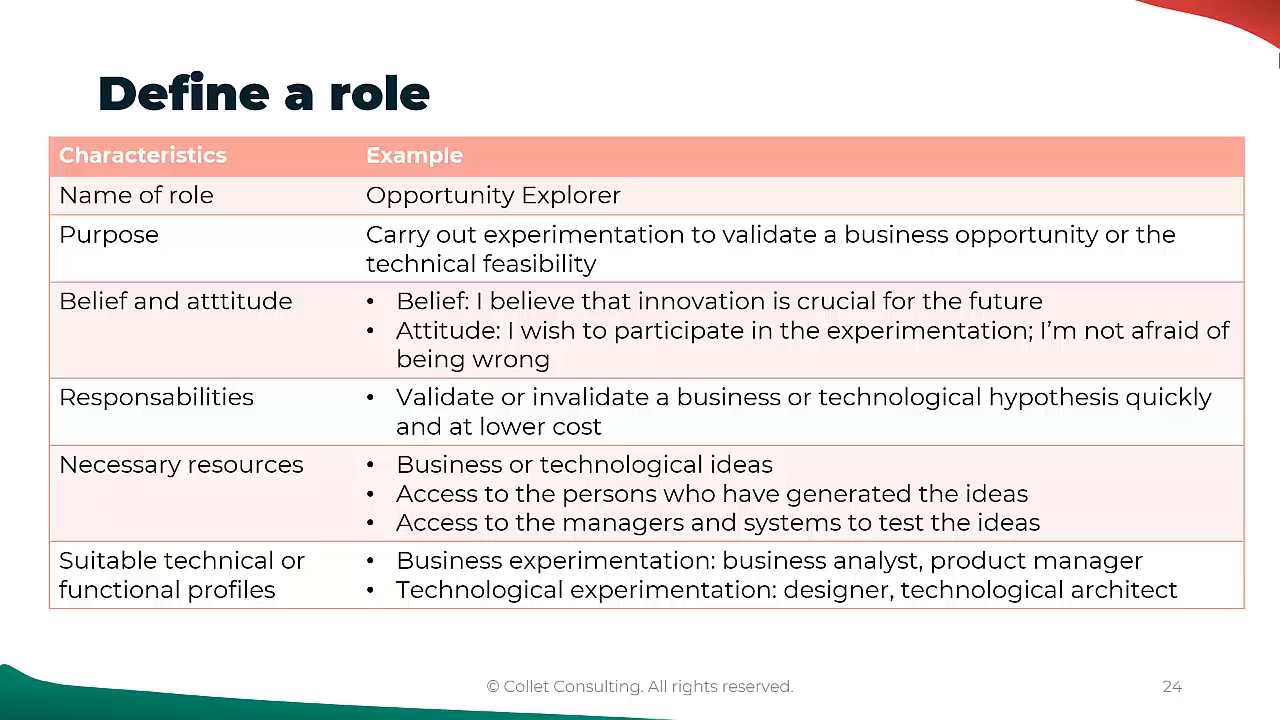 Define a role
Characteristics Example
Name of role Opportunity Explorer
Purpose Carry out experimentation to validate a business opportunity or the
technical feasibility
Belief and atttitude • Belief: I believe that innovation is crucial for the future
• Attitude: I wish to participate in the experimentation; I'm not afraid of
being wrong
Responsabilities • Validate or invalidate a business or technological hypothesis quickly
and at lower cost
Necessary resources • Business or technological ideas
• Access to the persons who have generated the ideas
• Access to the managers and systems to test the ideas
Suitable technical or • Business experimentation: business analyst, product manager
functional profiles • Technological experimentation: designer, technological architect
© Collet Consulting. All rights reserved. 24